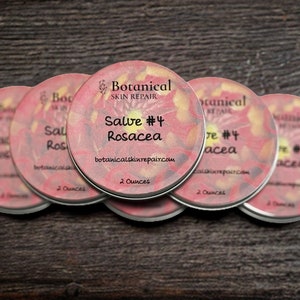 Botanical
SKIN REPAIR
Salve #4
Rosacea
botanicalskinrepair.com
2 Ounces